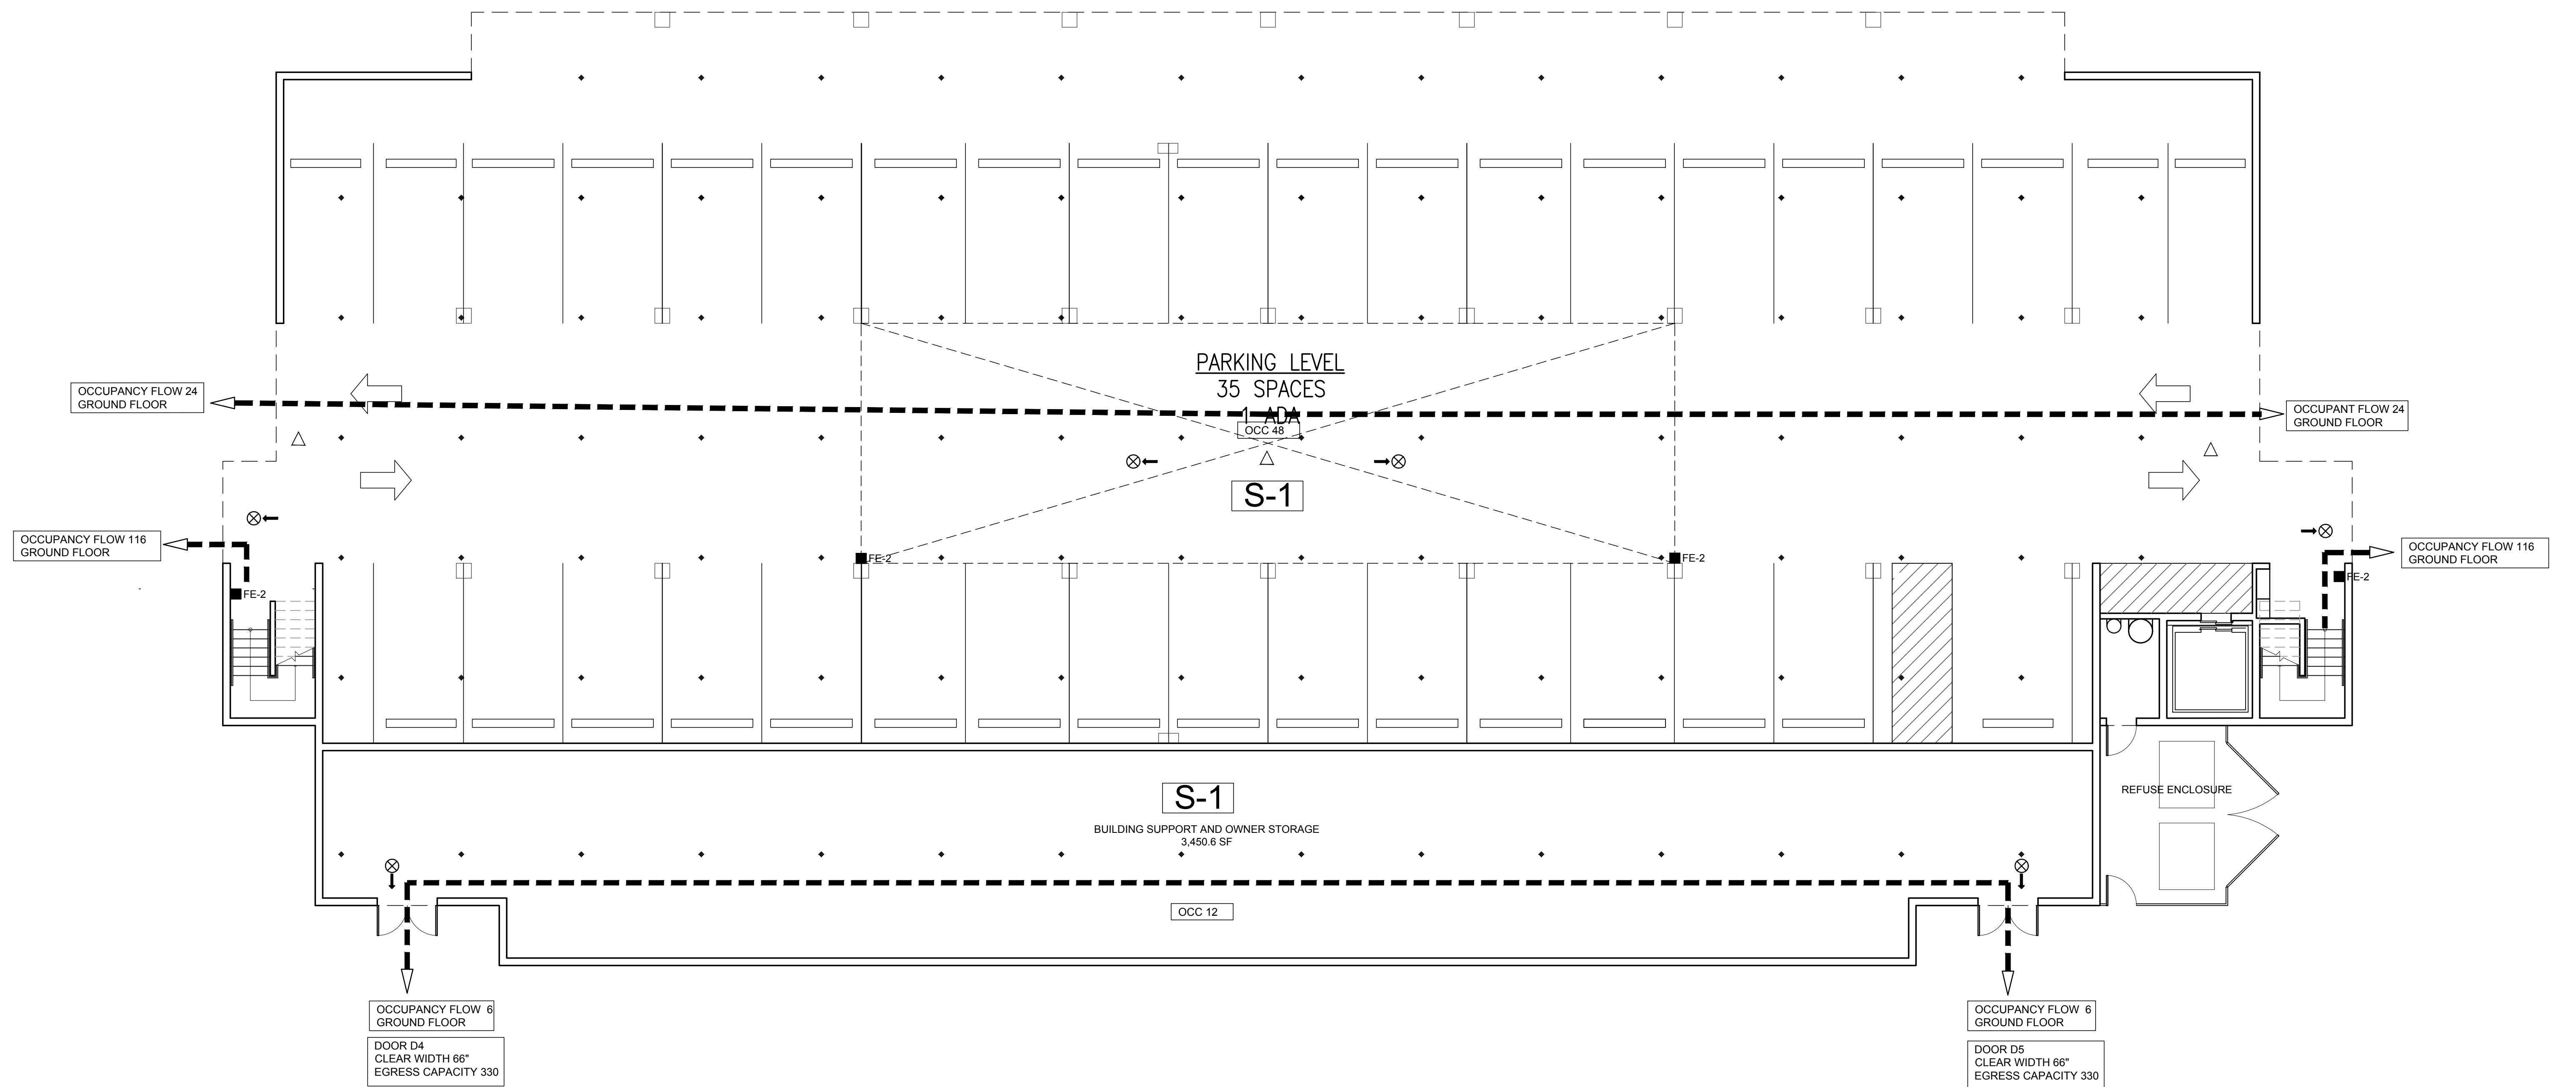 PARKING LEVEL
35 SPACES
1 ADA
OCC 48
S-1
OCCUPANCY FLOW 24
GROUND FLOOR
OCCUPANT FLOW 24
GROUND FLOOR
OCCUPANCY FLOW 116
GROUND FLOOR
OCCUPANCY FLOW 116
GROUND FLOOR
FE-2
FE-2
FE-2
FE-2
S-1
BUILDING SUPPORT AND OWNER STORAGE
3,450.6 SF
REFUSE ENCLOSURE
OCC 12
OCCUPANCY FLOW 6
GROUND FLOOR
DOOR D4
CLEAR WIDTH 66"
EGRESS CAPACITY 330
OCCUPANCY FLOW 6
GROUND FLOOR
DOOR D5
CLEAR WIDTH 66"
EGRESS CAPACITY 330